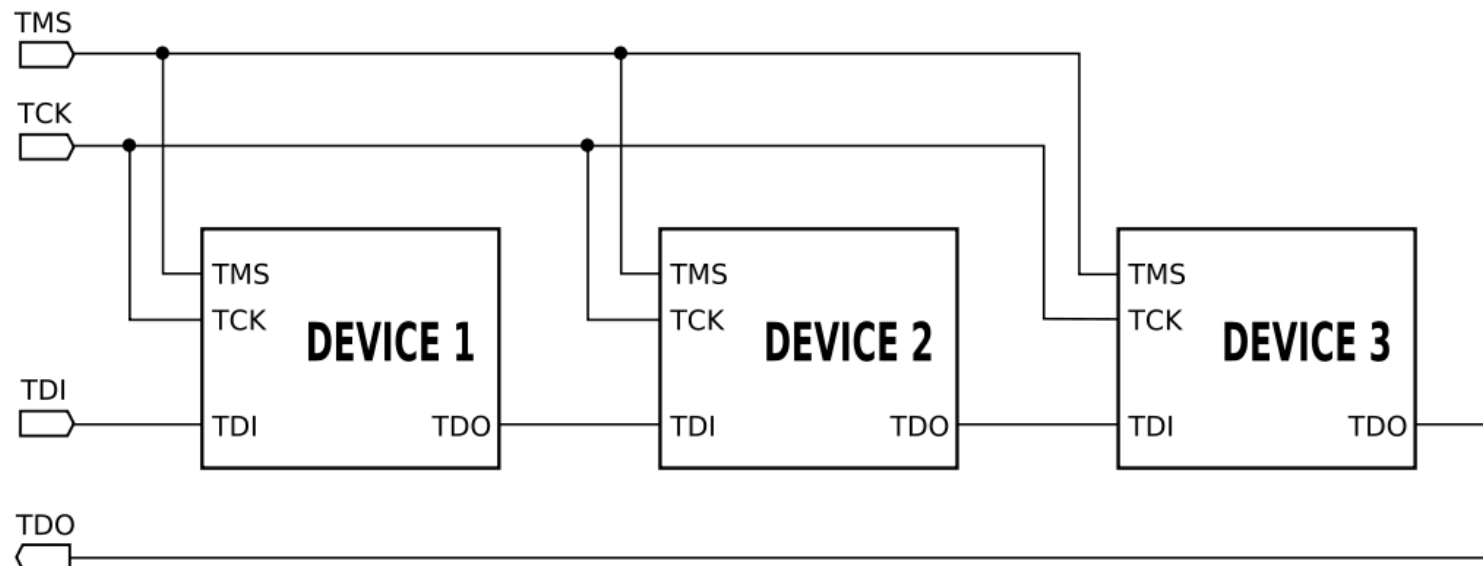 TMS
TCK
TMS
TCK
DEVICE 1
TDI
TDO
TMS
TCK
DEVICE 2
TDI
TDO
TMS
TCK
DEVICE 3
TDI
TDO
TDI
TDO